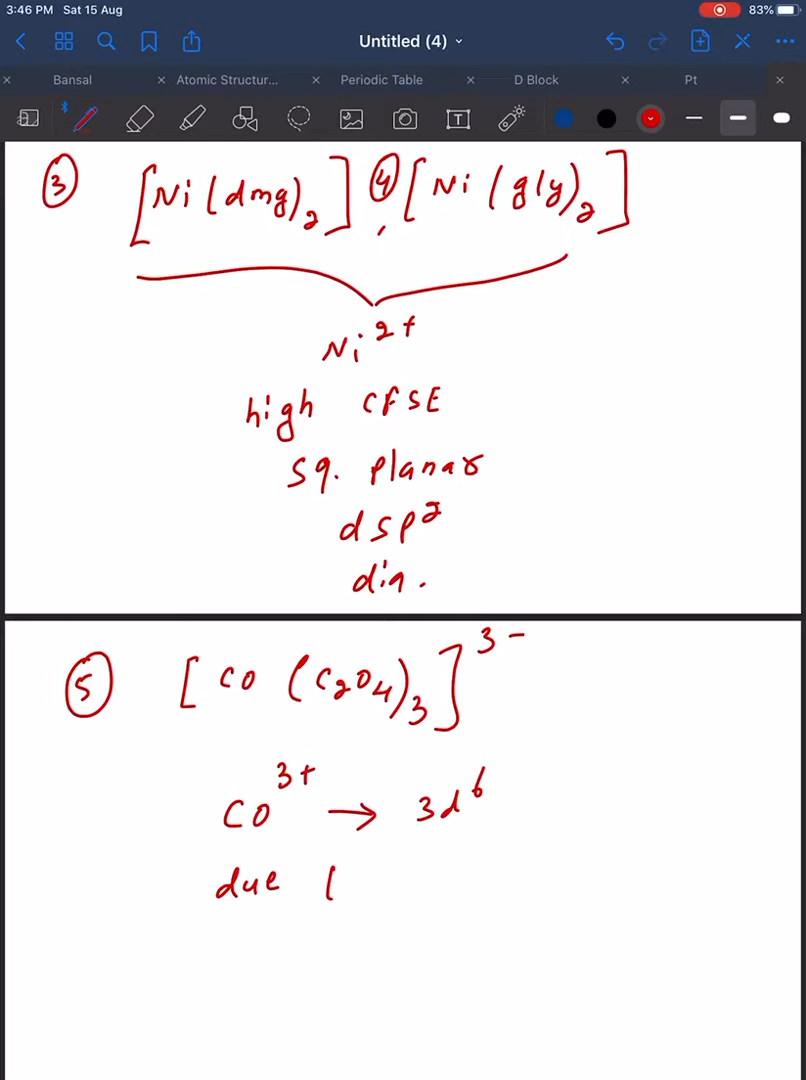 3:46 PM Sat 15 Aug
83%
Untitled (4)
Bansal
Atomic Structur...
Periodic Table
D Block
Pt
③ [Ni(dmg)₂] , ④ [Ni(gly)₂]
Ni²⁺
high CFSE
sq. planar
dsp²
dia.
⑤ [CO(C₂O₄)₃]³⁻
CO³⁺ → 3d⁶
due (